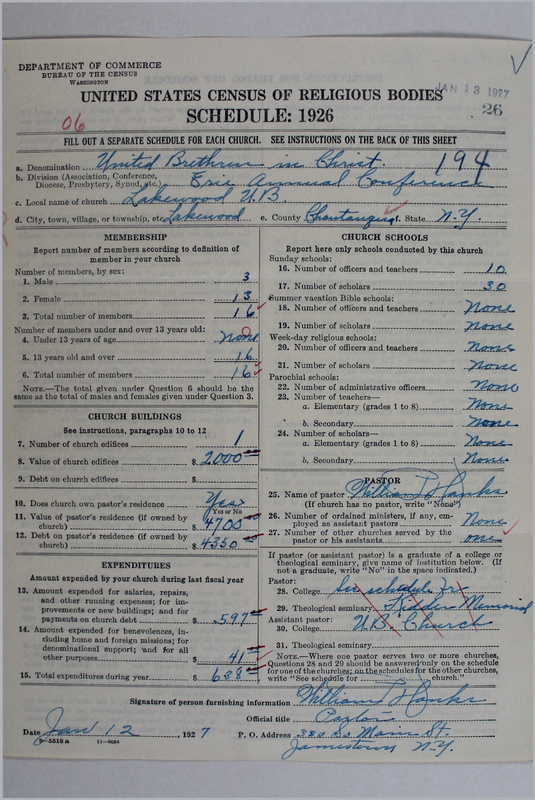 DEPARTMENT OF COMMERCE
BUREAU OF THE CENSUS
WASHINGTON
JAN 13 1927
UNITED STATES CENSUS OF RELIGIOUS BODIES
26
SCHEDULE: 1926
06
FILL OUT A SEPARATE SCHEDULE FOR EACH CHURCH. SEE INSTRUCTIONS ON THE BACK OF THIS SHEET
a. Denomination United Brethren in Christ. 194
b. Division (Association, Conference, Diocese, Presbytery, Synod, etc. Erie Annual Conference
c. Local name of church Lakewood U.B.
d. City, town, village, or township, etc. Lakewood e. County Chautauqua f. State N.Y.
MEMBERSHIP
Report number of members according to definition of
member in your church
Number of members, by sex:
1. Male 3
2. Female 13
3. Total number of members 16
Number of members under and over 13 years old:
4. Under 13 years of age None
5. 13 years old and over 16
6. Total number of members 16
NOTE.—The total given under Question 6 should be the
same as the total of males and females given under Question 3.
CHURCH BUILDINGS
See instructions, paragraphs 10 to 12
7. Number of church edifices 1
8. Value of church edifices $ 2000
9. Debt on church edifices $
10. Does church own pastor's residence? Yes
Yes or No
11. Value of pastor's residence (if owned by
church) $ 4700
12. Debt on pastor's residence (if owned by
church) $ 4350
EXPENDITURES
Amount expended by your church during last fiscal year
13. Amount expended for salaries, repairs,
and other running expenses; for im-
provements or new buildings; and for
payments on church debt $ 597
14. Amount expended for benevolences, in-
cluding home and foreign missions; for
denominational support; and for all
other purposes $ 41
15. Total expenditures during year $ 638
CHURCH SCHOOLS
Report here only schools conducted by this church
Sunday schools:
16. Number of officers and teachers 10
17. Number of scholars 50
Summer vacation Bible schools:
18. Number of officers and teachers None
19. Number of scholars None
Week-day religious schools:
20. Number of officers and teachers None
21. Number of scholars None
Parochial schools:
22. Number of administrative officers None
23. Number of teachers—
a. Elementary (grades 1 to 8) None
b. Secondary None
24. Number of scholars—
a. Elementary (grades 1 to 8) None
b. Secondary None
PASTOR
25. Name of pastor William D Hanks
(If church has no pastor, write "None")
26. Number of ordained ministers, if any, em-
ployed as assistant pastors None
27. Number of other churches served by the
pastor or his assistants one
If pastor (or assistant pastor) is a graduate of a college or
theological seminary, give name of institution below. (If
not a graduate, write "No" in the space indicated.)
Pastor:
28. College See schedule for
29. Theological seminary Kidder Memorial
Assistant pastor:
30. College U.B. Church
31. Theological seminary
NOTE.—Where one pastor serves two or more churches,
Questions 28 and 29 should be answered only on the schedule
for one of the churches; on the schedules for the other churches,
write "See schedule for church."
Signature of person furnishing information William D Hanks
Official title Pastor
Date Jan 12, 1927 P. O. Address 380 So Main St.
9-5518 a 11-9084 Jamestown N.Y.